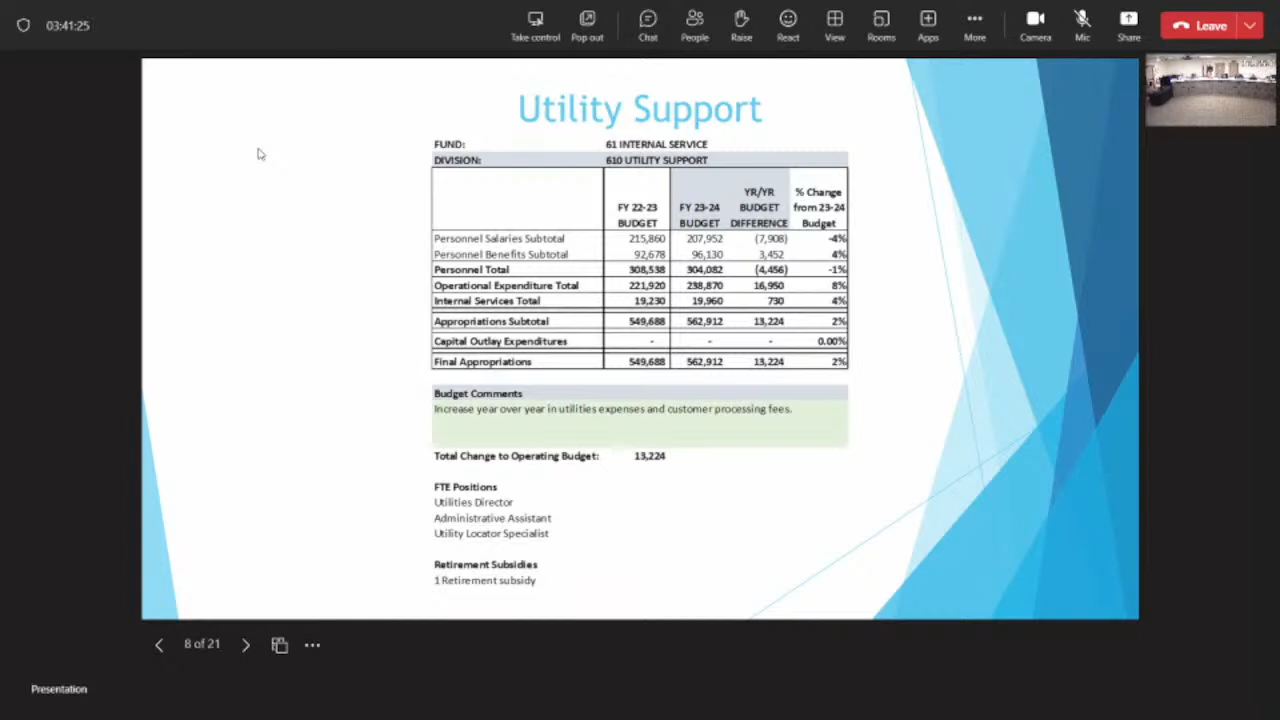 03:41:25
Take control Pop out Chat People Raise React View Rooms Apps More Camera Mic Share Leave
Utility Support
FUND: 61 INTERNAL SERVICE
DIVISION: 610 UTILITY SUPPORT
FY 22-23 BUDGET FY 23-24 BUDGET YR/YR BUDGET DIFFERENCE % Change from 23-24 Budget
Personnel Salaries Subtotal 215,860 207,952 (7,908) -4%
Personnel Benefits Subtotal 92,678 96,130 3,452 4%
Personnel Total 308,538 304,082 (4,456) -1%
Operational Expenditure Total 221,920 238,870 16,950 8%
Internal Services Total 19,230 19,960 730 4%
Appropriations Subtotal 549,688 562,912 13,224 2%
Capital Outlay Expenditures - - - 0.00%
Final Appropriations 549,688 562,912 13,224 2%
Budget Comments
Increase year over year in utilities expenses and customer processing fees.
Total Change to Operating Budget: 13,224
FTE Positions
Utilities Director
Administrative Assistant
Utility Locator Specialist
Retirement Subsidies
1 Retirement subsidy
8 of 21
Presentation